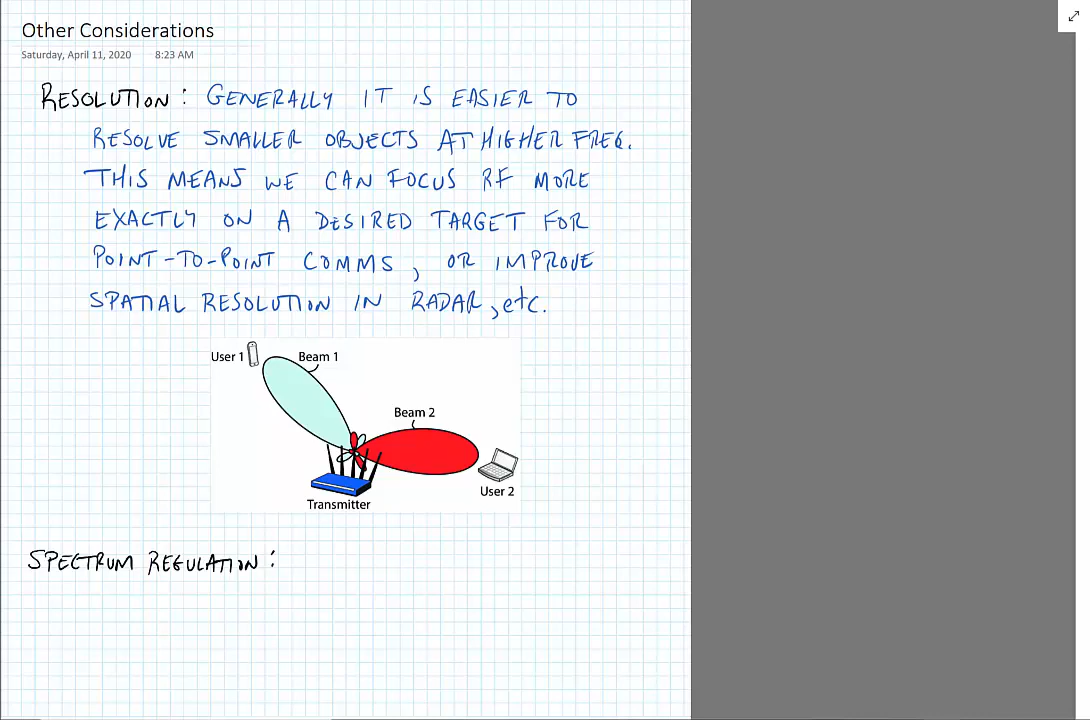 Other Considerations
Saturday, April 11, 2020 8:23 AM
RESOLUTION: GENERALLY IT IS EASIER TO
RESOLVE SMALLER OBJECTS AT HIGHER FREQ.
THIS MEANS WE CAN FOCUS RF MORE
EXACTLY ON A DESIRED TARGET FOR
POINT-TO-POINT COMMS, OR IMPROVE
SPATIAL RESOLUTION IN RADAR, etc.
User 1 Beam 1
Beam 2
User 2
Transmitter
SPECTRUM REGULATION: